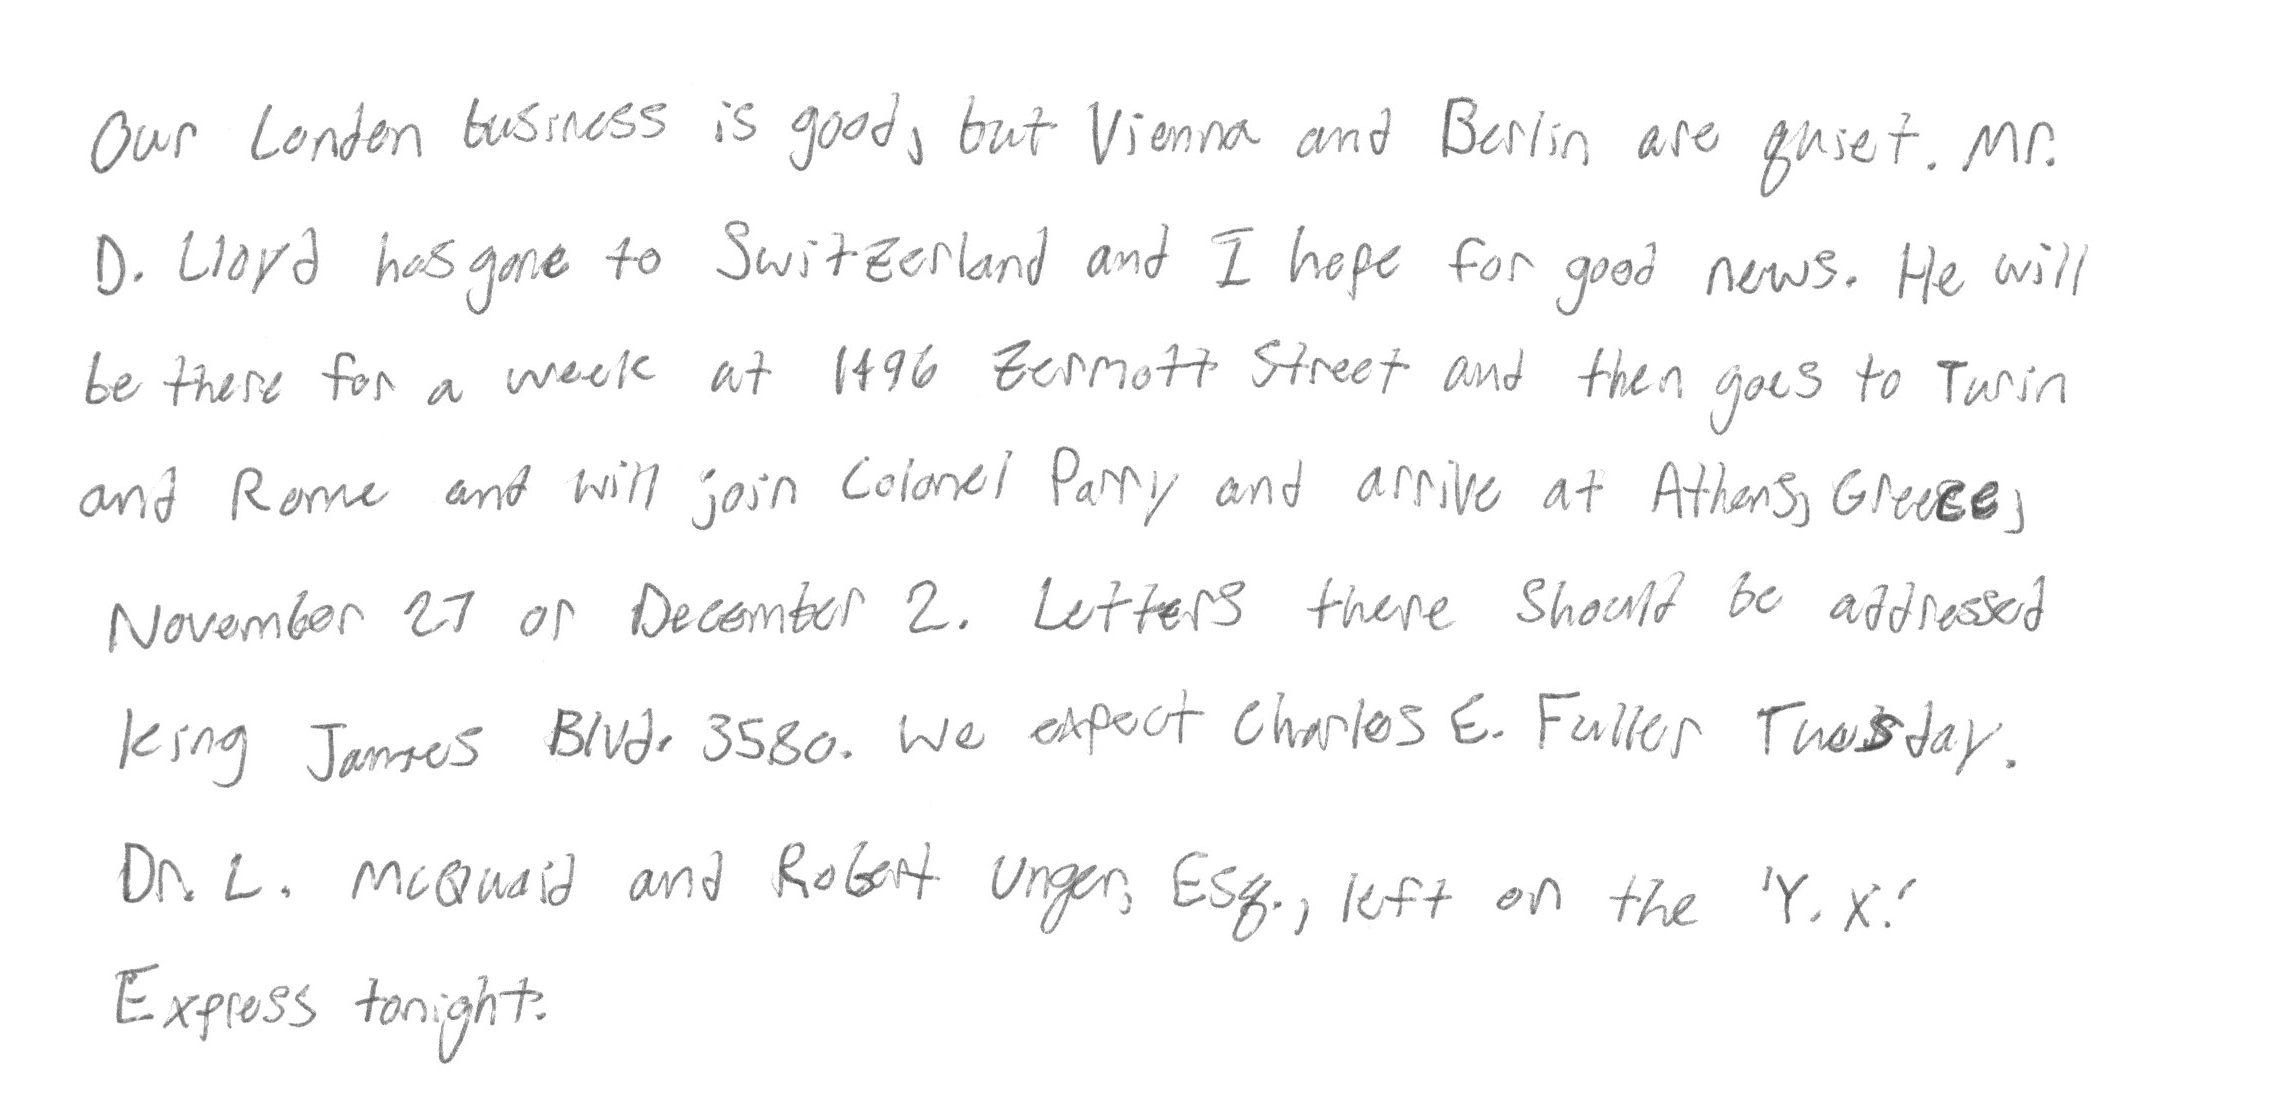 Our London business is good, but Vienna and Berlin are quiet. Mr.
D. Lloyd has gone to Switzerland and I hope for good news. He will
be there for a week at 1496 Zermott Street and then goes to Turin
and Rome and will join Colonel Parry and arrive at Athens, Greece,
November 27 or December 2. Letters there should be addressed
King James Blvd. 3580. We expect Charles E. Fuller Tuesday.
Dr. L. McQuaid and Robert Unger, Esq., left on the 'Y. X.'
Express tonight.